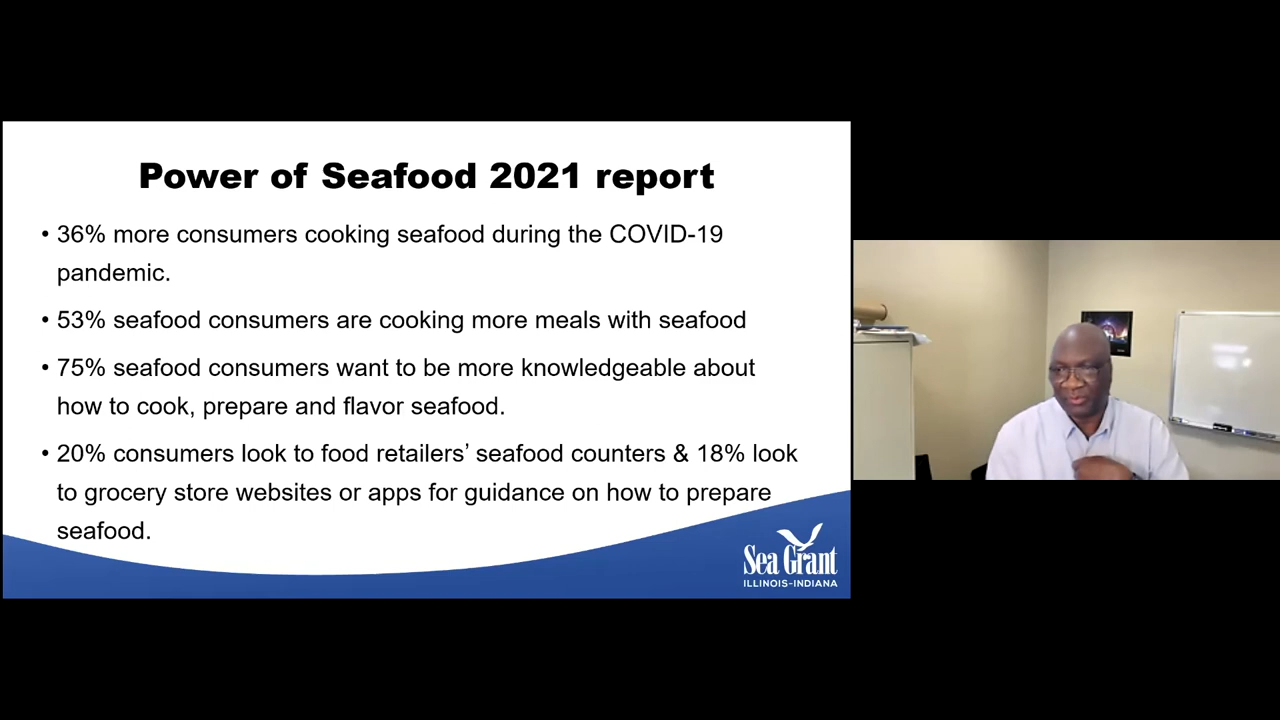 Power of Seafood 2021 report
• 36% more consumers cooking seafood during the COVID-19
pandemic.
• 53% seafood consumers are cooking more meals with seafood
• 75% seafood consumers want to be more knowledgeable about
how to cook, prepare and flavor seafood.
• 20% consumers look to food retailers’ seafood counters & 18% look
to grocery store websites or apps for guidance on how to prepare
seafood.
Sea Grant
ILLINOIS-INDIANA